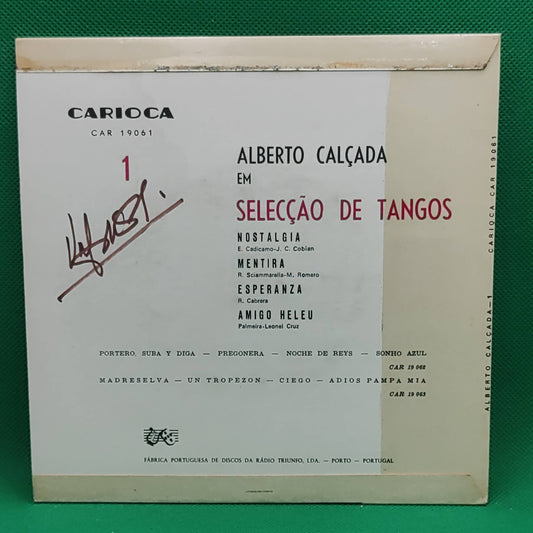 CARIOCA
CAR 19061
1
ALBERTO CALÇADA
EM
SELECÇÃO DE TANGOS
NOSTALGIA
E. Cadicamo-J. C. Cobian
MENTIRA
R. Sciammarella-M. Romero
ESPERANZA
R. Cabrera
AMIGO HELEU
Palmeira-Leonel Cruz
PORTERO, SUBA Y DIGA — PREGONERA — NOCHE DE REYS — SONHO AZUL
CAR 19 062
MADRESELVA — UN TROPEZON — CIEGO — ADIOS PAMPA MIA
CAR 19 063
FÁBRICA PORTUGUESA DE DISCOS DA RÁDIO TRIUNFO, LDA. — PORTO — PORTUGAL
ALBERTO CALÇADA—1 CARIOCA CAR 19061